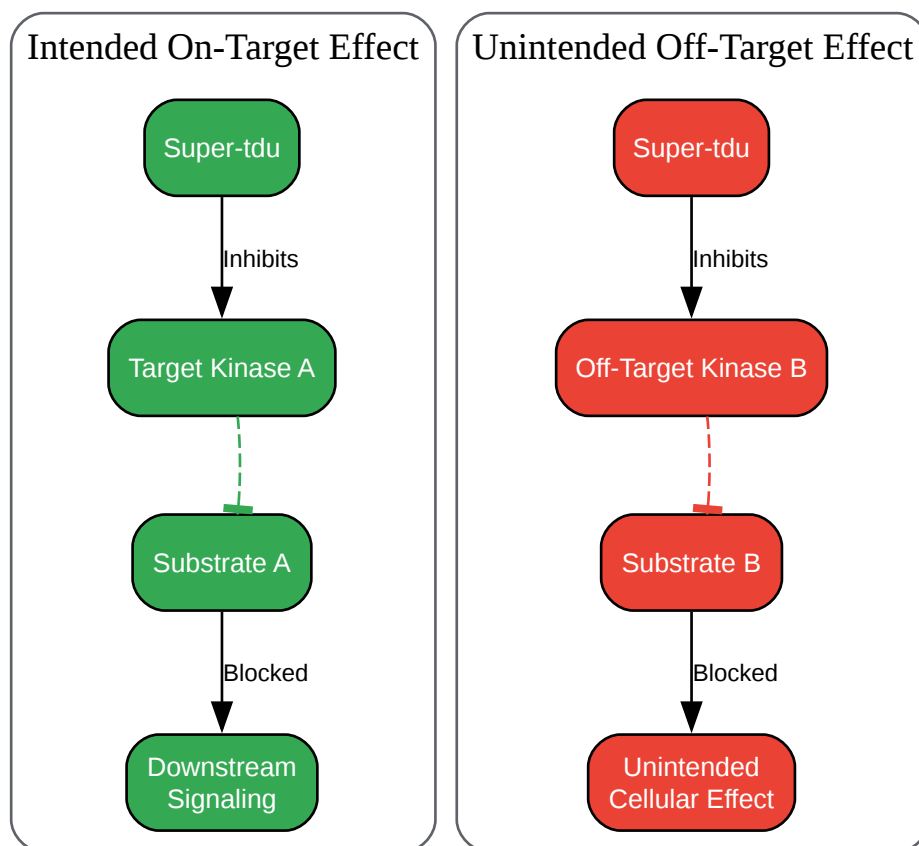 Intended On-Target Effect
Super-tdu
Inhibits
Target Kinase A
Substrate A
Blocked
Downstream
Signaling
Unintended Off-Target Effect
Super-tdu
Inhibits
Off-Target Kinase B
Substrate B
Blocked
Unintended
Cellular Effect